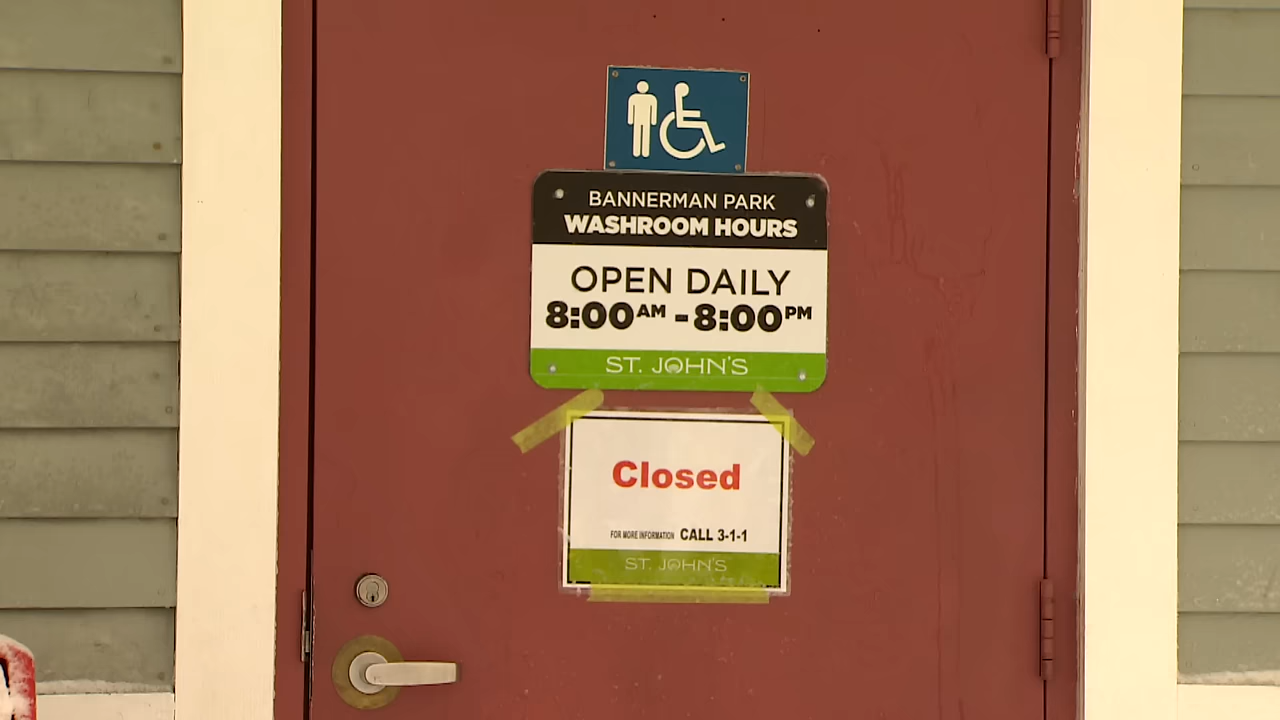 BANNERMAN PARK
WASHROOM HOURS
OPEN DAILY
8:00AM - 8:00PM
ST. JOHN'S
Closed
FOR MORE INFORMATION CALL 3-1-1
ST. JOHN'S